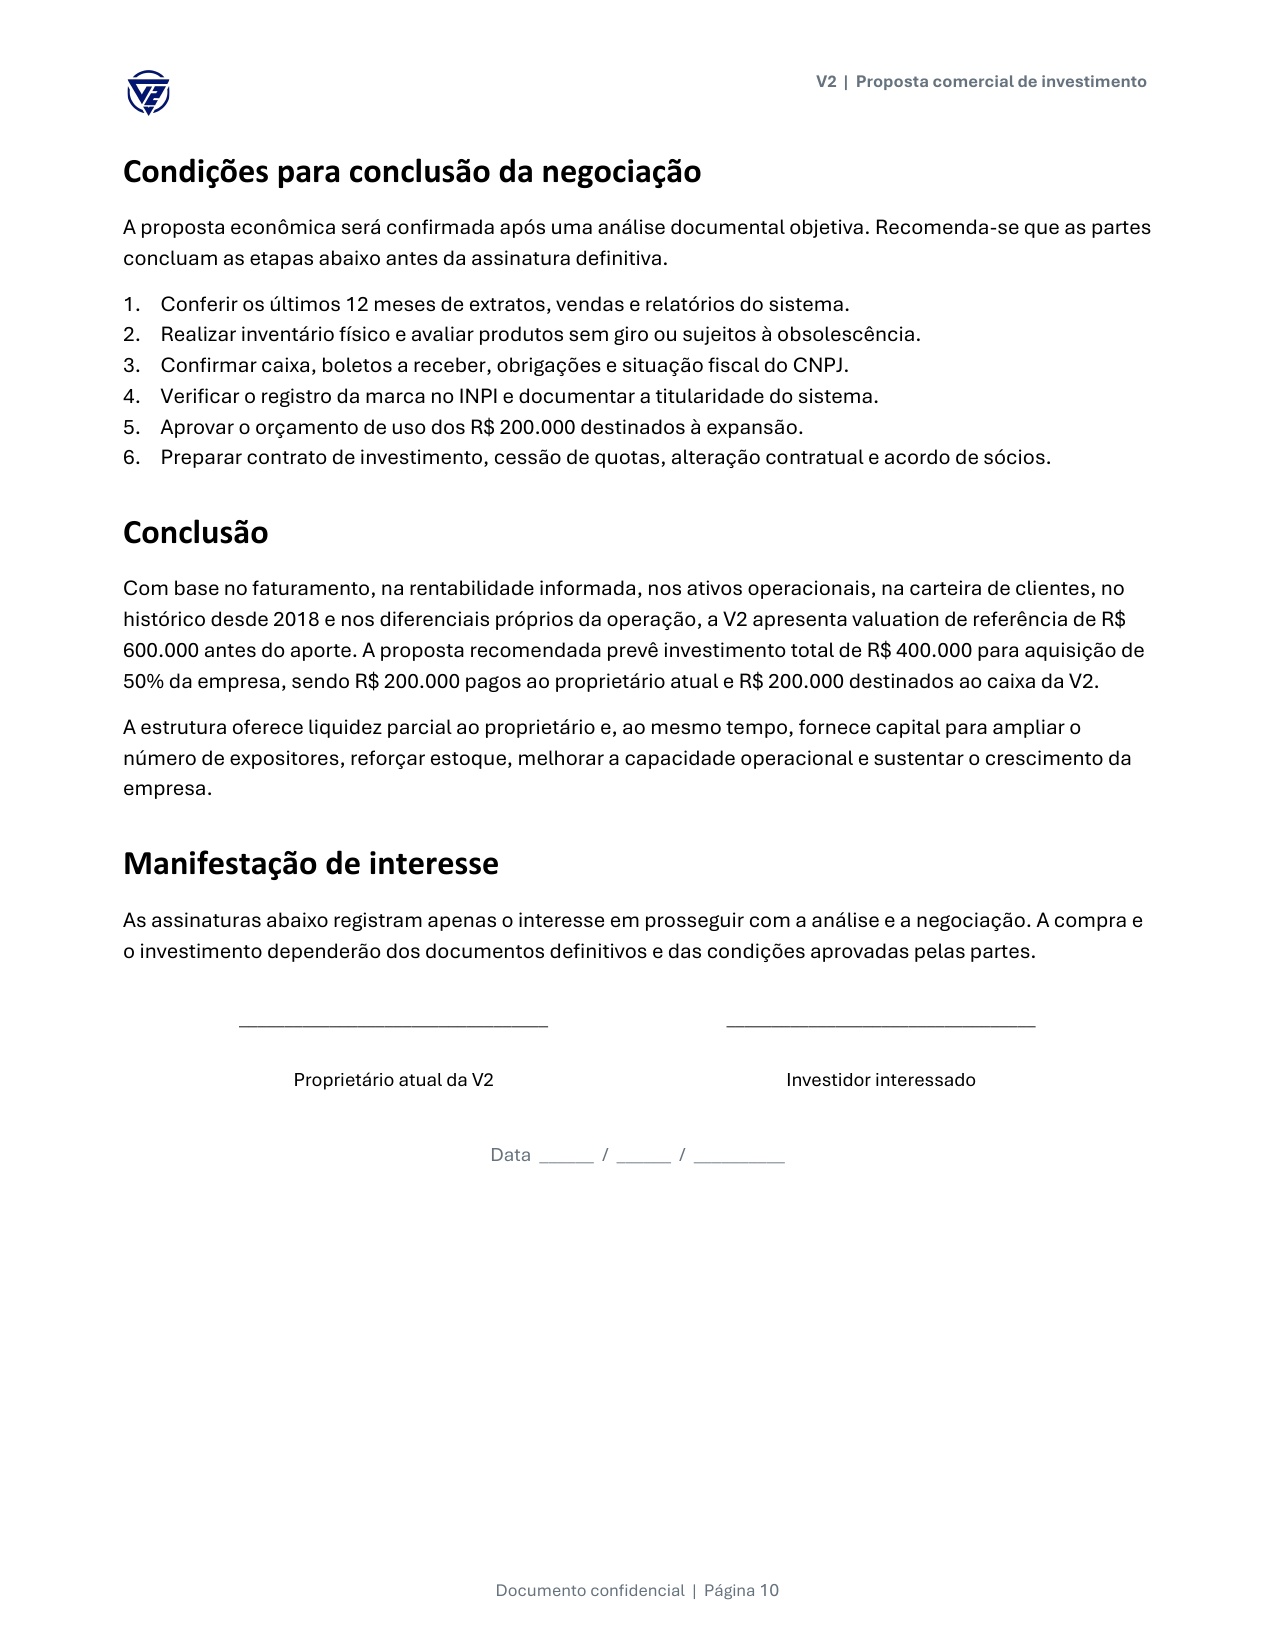 V2
V2 | Proposta comercial de investimento
Condições para conclusão da negociação
A proposta econômica será confirmada após uma análise documental objetiva. Recomenda-se que as partes
concluam as etapas abaixo antes da assinatura definitiva.
1. Conferir os últimos 12 meses de extratos, vendas e relatórios do sistema.
2. Realizar inventário físico e avaliar produtos sem giro ou sujeitos à obsolescência.
3. Confirmar caixa, boletos a receber, obrigações e situação fiscal do CNPJ.
4. Verificar o registro da marca no INPI e documentar a titularidade do sistema.
5. Aprovar o orçamento de uso dos R$ 200.000 destinados à expansão.
6. Preparar contrato de investimento, cessão de quotas, alteração contratual e acordo de sócios.
Conclusão
Com base no faturamento, na rentabilidade informada, nos ativos operacionais, na carteira de clientes, no
histórico desde 2018 e nos diferenciais próprios da operação, a V2 apresenta valuation de referência de R$
600.000 antes do aporte. A proposta recomendada prevê investimento total de R$ 400.000 para aquisição de
50% da empresa, sendo R$ 200.000 pagos ao proprietário atual e R$ 200.000 destinados ao caixa da V2.
A estrutura oferece liquidez parcial ao proprietário e, ao mesmo tempo, fornece capital para ampliar o
número de expositores, reforçar estoque, melhorar a capacidade operacional e sustentar o crescimento da
empresa.
Manifestação de interesse
As assinaturas abaixo registram apenas o interesse em prosseguir com a análise e a negociação. A compra e
o investimento dependerão dos documentos definitivos e das condições aprovadas pelas partes.
__________________________________ __________________________________
Proprietário atual da V2 Investidor interessado
Data ______ / ______ / __________
Documento confidencial | Página 10